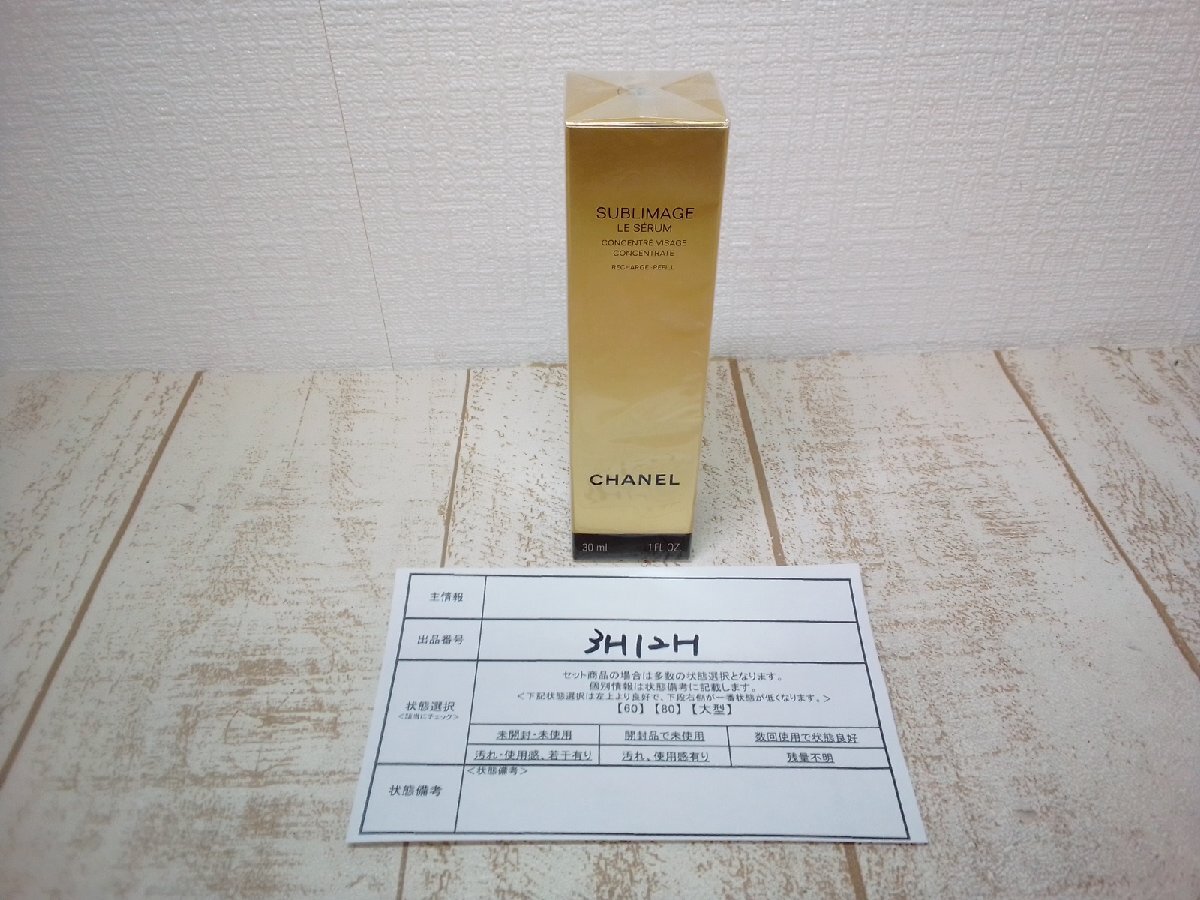 SUBLIMAGE
LE SÉRUM
CONCENTRÉ VISAGE
CONCENTRATE
RECHARGE-REFILL
CHANEL
30 ml 1 FL. OZ.
主情報
出品番号 3H12H
セット商品の場合は多数の状態選択となります。
個別情報は状態備考に記載します。
<下記状態選択は左上より良好で、下段右側が一番状態が低くなります。>
【60】【80】【大型】
状態選択
<該当にチェック>
未開封・未使用 開封品で未使用 数回使用で状態良好
汚れ・使用感、若干有り 汚れ、使用感有り 残量不明
<状態備考>
状態備考